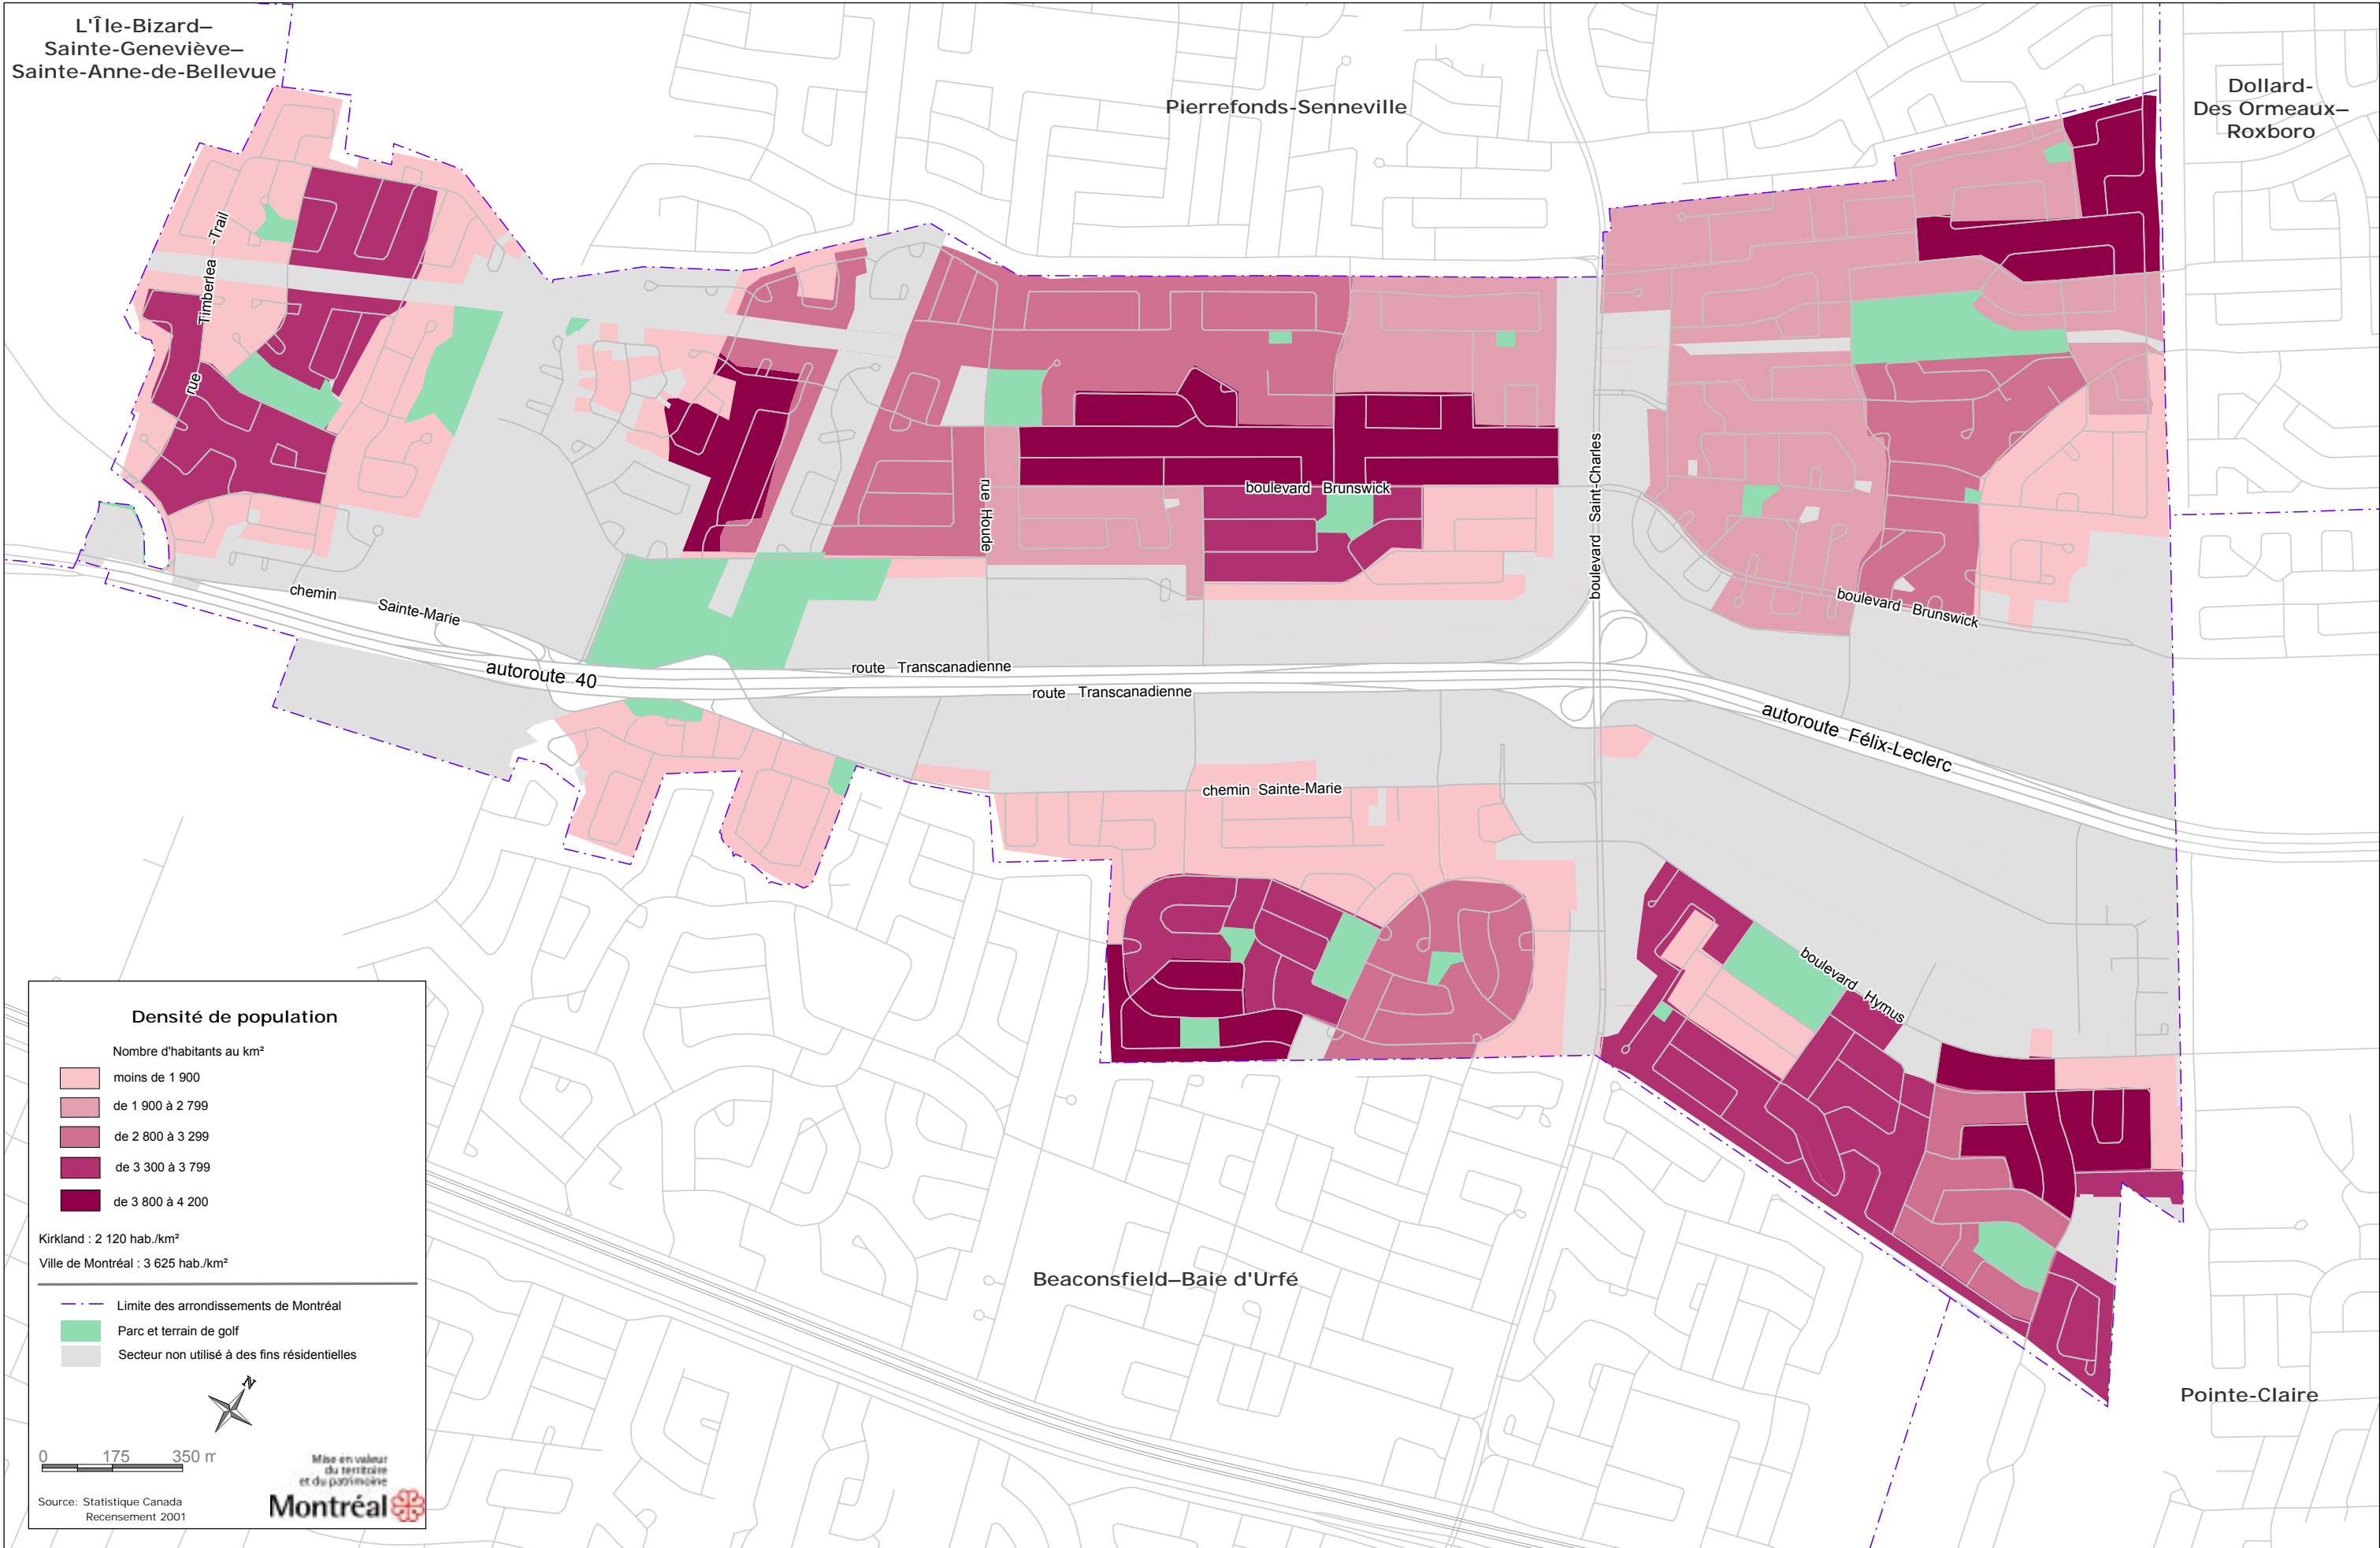 L'Île-Bizard–
Sainte-Geneviève–
Sainte-Anne-de-Bellevue
Pierrefonds-Senneville
Dollard-
Des Ormeaux–
Roxboro
rue Timberlea -Trail
rue Houde
boulevard Brunswick
boulevard Saint-Charles
boulevard Brunswick
chemin Sainte-Marie
autoroute 40
route Transcanadienne
route Transcanadienne
autoroute Félix-Leclerc
chemin Sainte-Marie
boulevard Hymus
Beaconsfield–Baie d'Urfé
Pointe-Claire
Densité de population
Nombre d'habitants au km²
moins de 1 900
de 1 900 à 2 799
de 2 800 à 3 299
de 3 300 à 3 799
de 3 800 à 4 200
Kirkland : 2 120 hab./km²
Ville de Montréal : 3 625 hab./km²
Limite des arrondissements de Montréal
Parc et terrain de golf
Secteur non utilisé à des fins résidentielles
N
0 175 350 m
Mise en valeur
du territoire
et du patrimoine
Montréal
Source: Statistique Canada
Recensement 2001